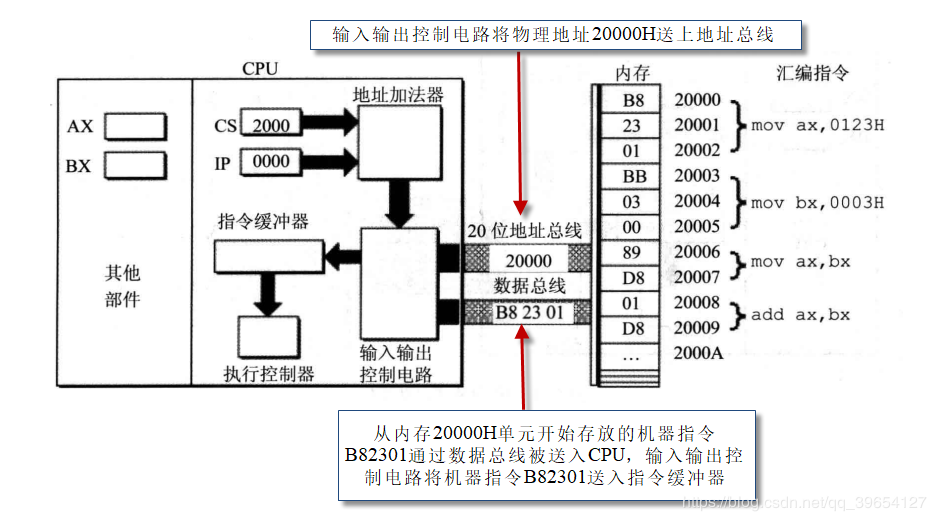 输入输出控制电路将物理地址20000H送上地址总线
CPU
内存
汇编指令
地址加法器
AX
BX
CS
2000
IP
0000
B8
20000
23
20001
mov ax,0123H
01
20002
BB
20003
03
20004
mov bx,0003H
00
20005
89
20006
mov ax,bx
D8
20007
01
20008
add ax,bx
D8
20009
…
2000A
指令缓冲器
20 位地址总线
20000
数据总线
B8 23 01
其他
部件
执行控制器
输入输出
控制电路
从内存20000H单元开始存放的机器指令
B82301通过数据总线被送入CPU，输入输出控
制电路将机器指令B82301送入指令缓冲器
https://blog.csdn.net/qq_39654127